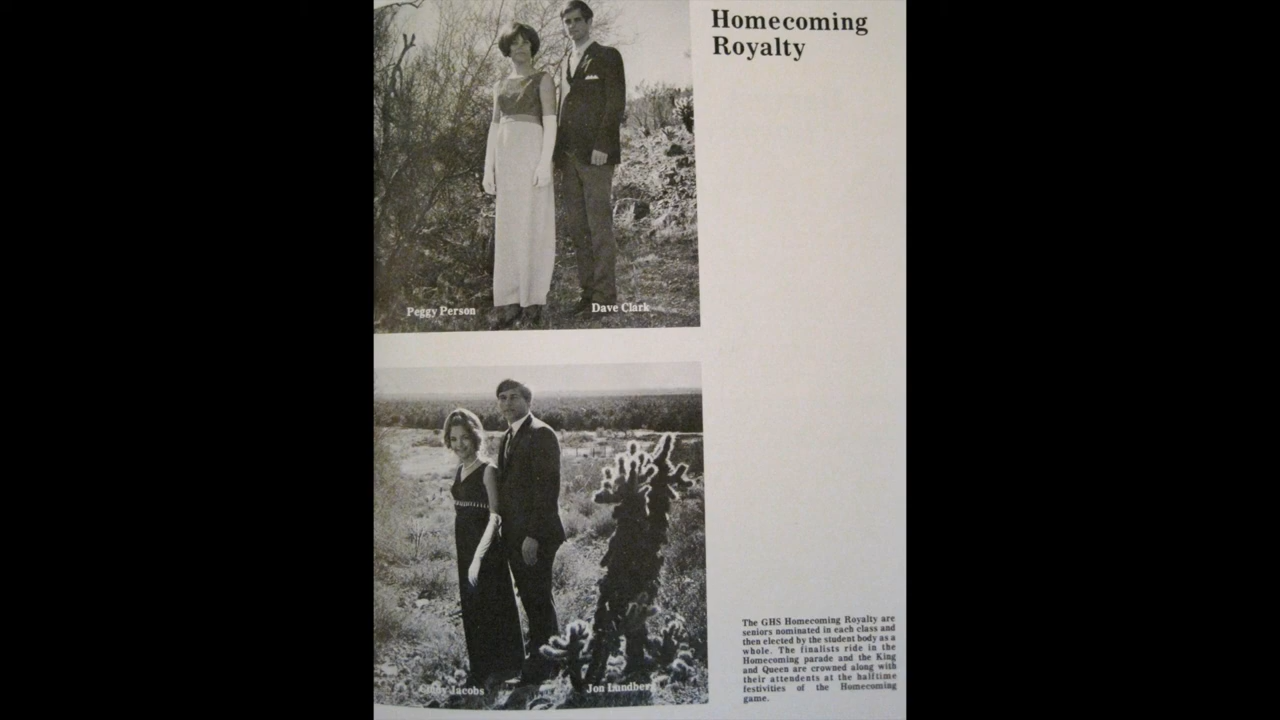 Homecoming
Royalty
Peggy Person
Dave Clark
Jacobs
Jon Lundberg
The GHS Homecoming Royalty are
seniors nominated in each class and
then elected by the student body as a
whole. The finalists ride in the
Homecoming parade and the King
and Queen are crowned along with
their attendents at the halftime
festivities of the Homecoming
game.